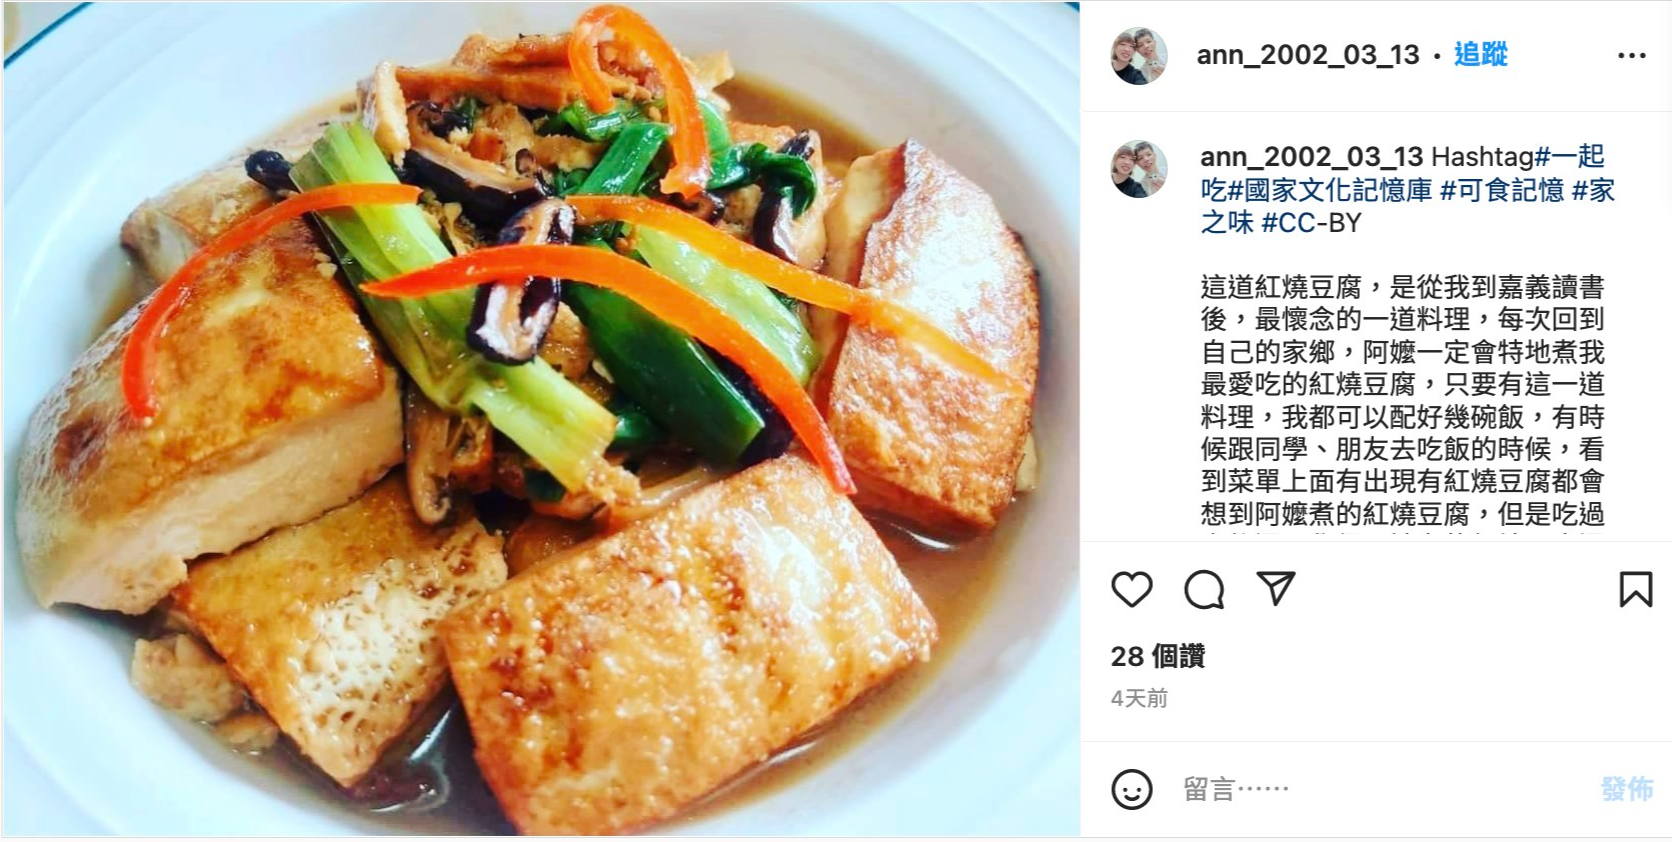 ann_2002_03_13 • 追蹤
ann_2002_03_13 Hashtag#一起
吃#國家文化記憶庫 #可食記憶 #家
之味 #CC-BY
這道紅燒豆腐，是從我到嘉義讀書
後，最懷念的一道料理，每次回到
自己的家鄉，阿嬤一定會特地煮我
最愛吃的紅燒豆腐，只要有這一道
料理，我都可以配好幾碗飯，有時
候跟同學、朋友去吃飯的時候，看
到菜單上面有出現有紅燒豆腐都會
想到阿嬤煮的紅燒豆腐，但是吃過
28 個讚
4天前
留言⋯⋯
發佈